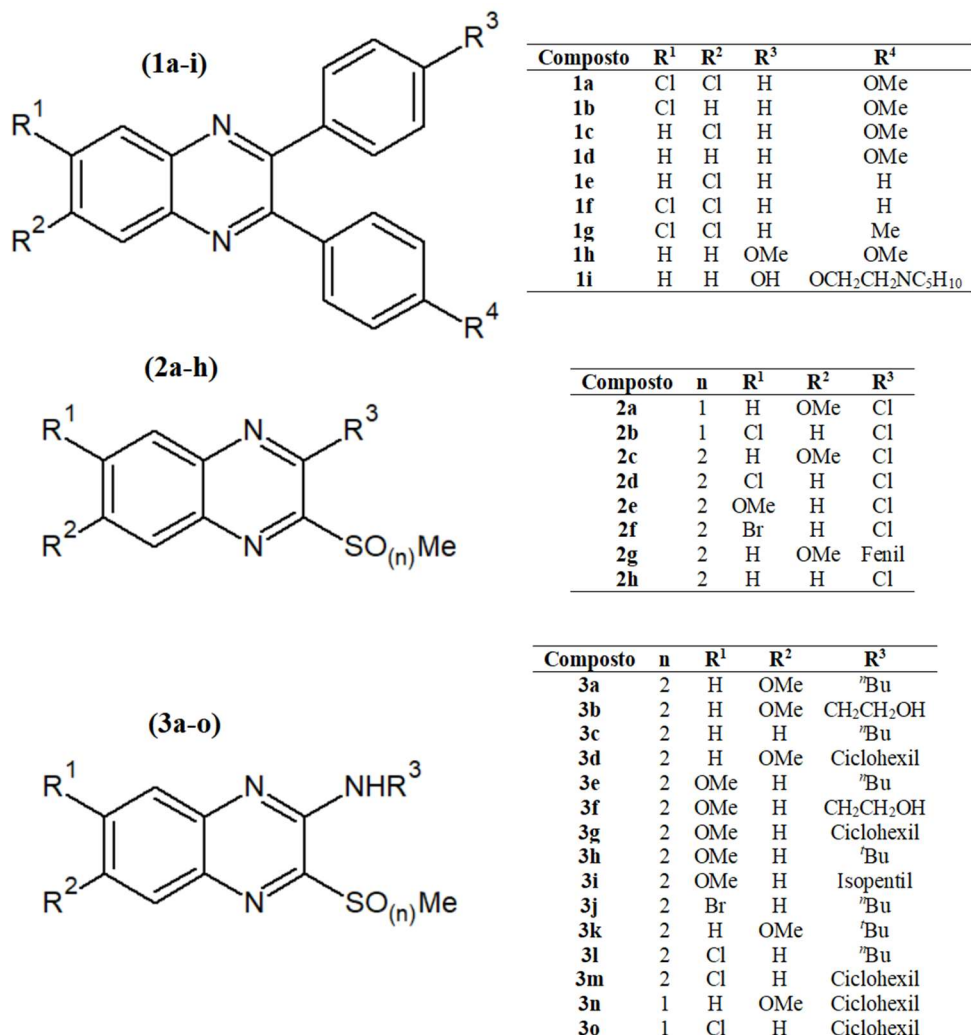 (1a-i)
R³
R¹
N
R²
N
R⁴
Composto R¹ R² R³ R⁴
1a Cl Cl H OMe
1b Cl H H OMe
1c H Cl H OMe
1d H H H OMe
1e H Cl H H
1f Cl Cl H H
1g Cl Cl H Me
1h H H OMe OMe
1i H H OH OCH₂CH₂NC₅H₁₀
(2a-h)
R¹
N
R³
R²
N
SO₍ₙ₎Me
Composto n R¹ R² R³
2a 1 H OMe Cl
2b 1 Cl H Cl
2c 2 H OMe Cl
2d 2 Cl H Cl
2e 2 OMe H Cl
2f 2 Br H Cl
2g 2 H OMe Fenil
2h 2 H H Cl
(3a-o)
R¹
N
NHR³
R²
N
SO₍ₙ₎Me
Composto n R¹ R² R³
3a 2 H OMe ⁿBu
3b 2 H OMe CH₂CH₂OH
3c 2 H H ⁿBu
3d 2 H OMe Ciclohexil
3e 2 OMe H ⁿBu
3f 2 OMe H CH₂CH₂OH
3g 2 OMe H Ciclohexil
3h 2 OMe H ᵗBu
3i 2 OMe H Isopentil
3j 2 Br H ⁿBu
3k 2 H OMe ᵗBu
3l 2 Cl H ⁿBu
3m 2 Cl H Ciclohexil
3n 1 H OMe Ciclohexil
3o 1 Cl H Ciclohexil